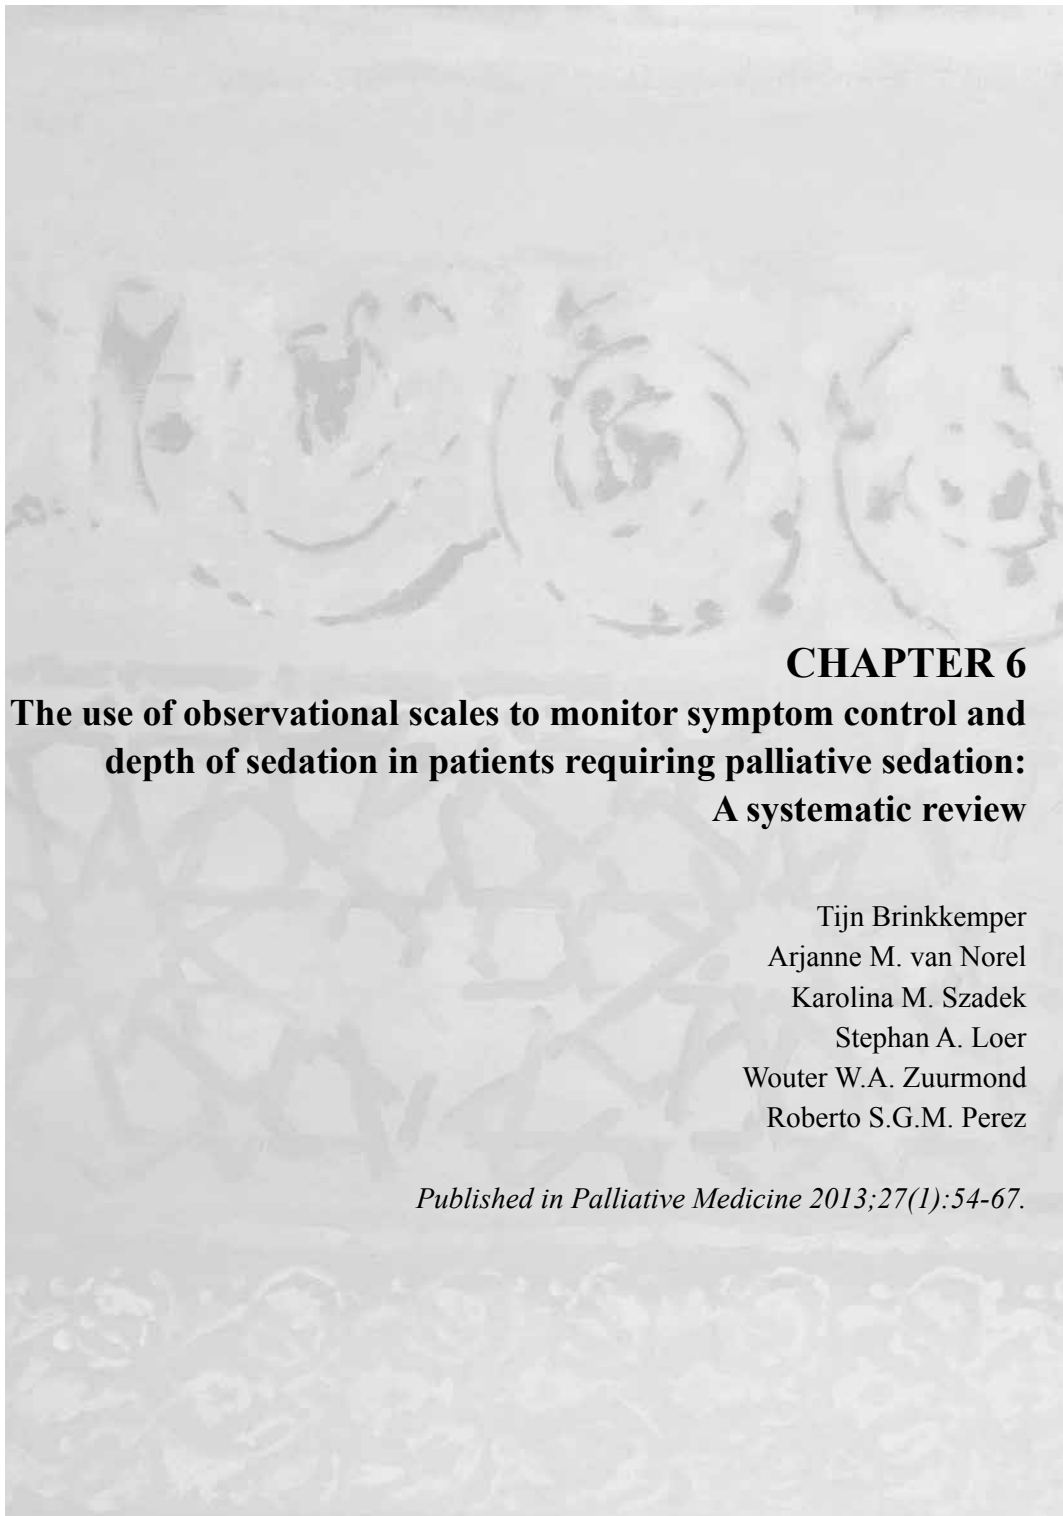 CHAPTER 6
The use of observational scales to monitor symptom control and
depth of sedation in patients requiring palliative sedation:
A systematic review
Tijn Brinkkemper
Arjanne M. van Norel
Karolina M. Szadek
Stephan A. Loer
Wouter W.A. Zuurmond
Roberto S.G.M. Perez
Published in Palliative Medicine 2013;27(1):54-67.